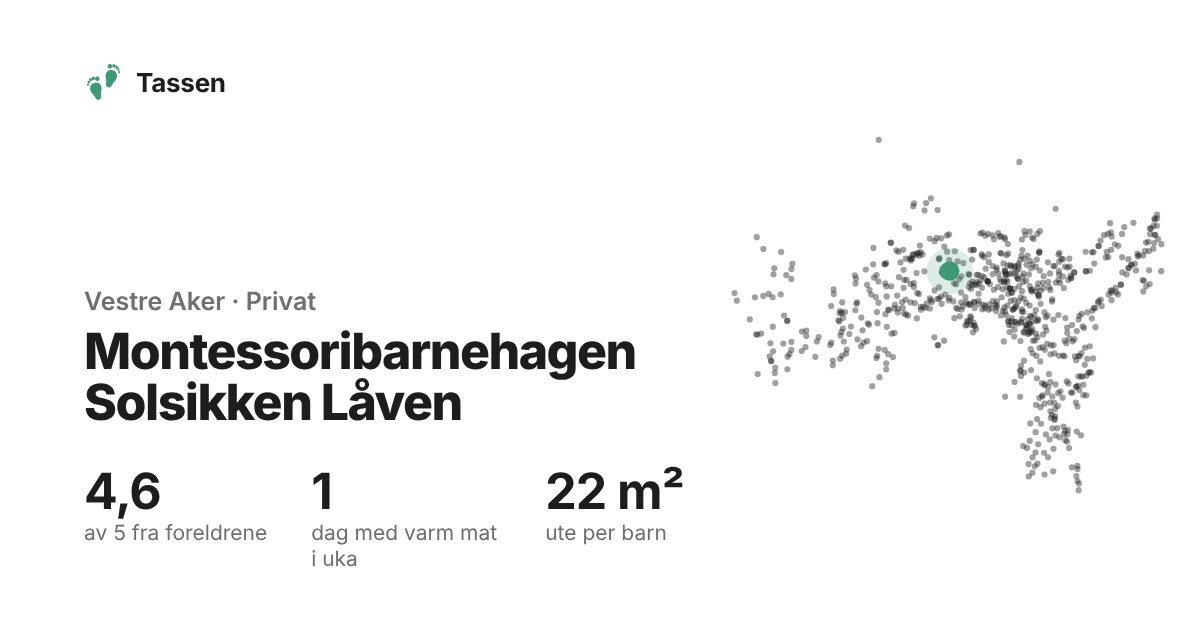 Tassen
Vestre Aker · Privat
Montessoribarnehagen
Solsikken Låven
4,6
av 5 fra foreldrene
1
dag med varm mat
i uka
22 m²
ute per barn